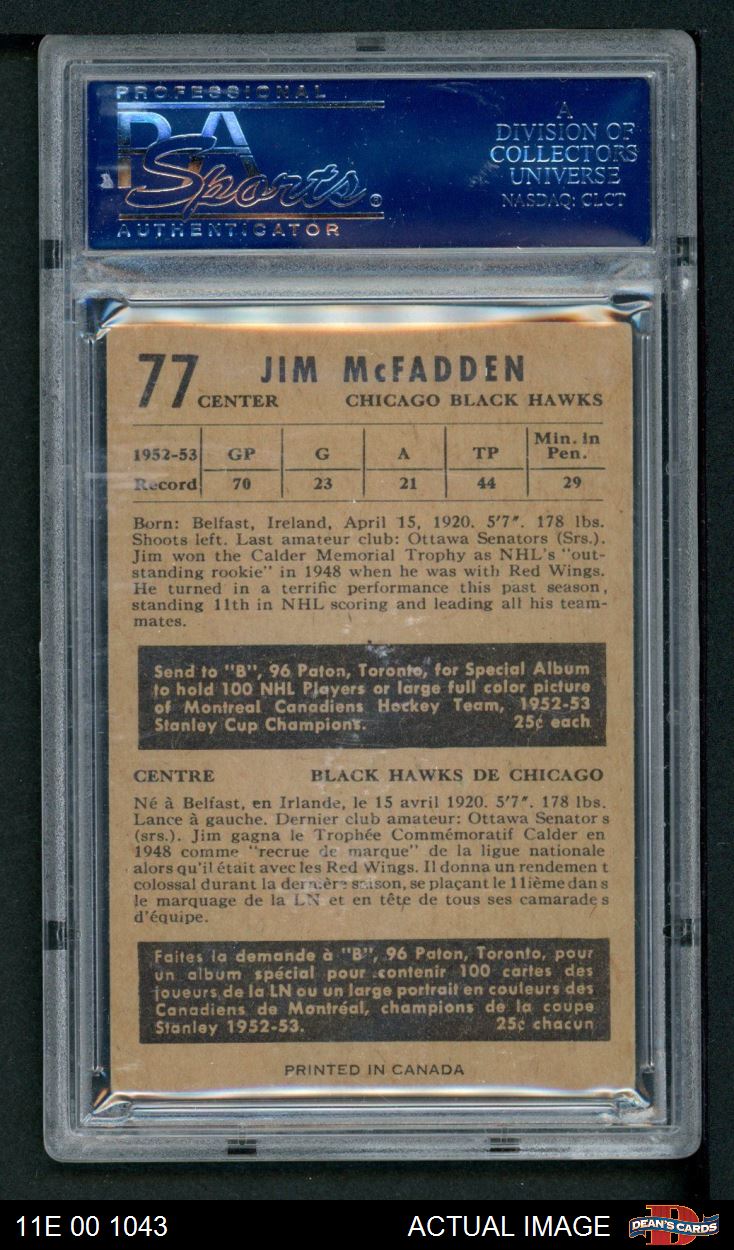 PROFESSIONAL
PSA
Sports®
AUTHENTICATOR
A
DIVISION OF
COLLECTORS
UNIVERSE
NASDAQ: CLCT
77 JIM McFADDEN
CENTER CHICAGO BLACK HAWKS
1952-53 GP G A TP Min. in Pen.
Record 70 23 21 44 29
Born: Belfast, Ireland, April 15, 1920. 5'7". 178 lbs.
Shoots left. Last amateur club: Ottawa Senators (Srs.).
Jim won the Calder Memorial Trophy as NHL's "out-
standing rookie" in 1948 when he was with Red Wings.
He turned in a terrific performance this past season,
standing 11th in NHL scoring and leading all his team-
mates.
Send to "B", 96 Paton, Toronto, for Special Album
to hold 100 NHL Players or large full color picture
of Montreal Canadiens Hockey Team, 1952-53
Stanley Cup Champions. 25¢ each
CENTRE BLACK HAWKS DE CHICAGO
Né à Belfast, en Irlande, le 15 avril 1920. 5'7". 178 lbs.
Lance à gauche. Dernier club amateur: Ottawa Senators
(srs.). Jim gagna le Trophée Commémoratif Calder en
1948 comme "recrue de marque" de la ligue nationale
alors qu'il était avec les Red Wings. Il donna un rendement
colossal durant la dernière saison, se plaçant le 11ième dans
le marquage de la LN et en tête de tous ses camarades
d'équipe.
Faites la demande à "B", 96 Paton, Toronto, pour
un album spécial pour contenir 100 cartes des
joueurs de la LN ou un large portrait en couleurs des
Canadiens de Montréal, champions de la coupe
Stanley 1952-53. 25¢ chacun
PRINTED IN CANADA
11E 00 1043 ACTUAL IMAGE DEAN'S CARDS